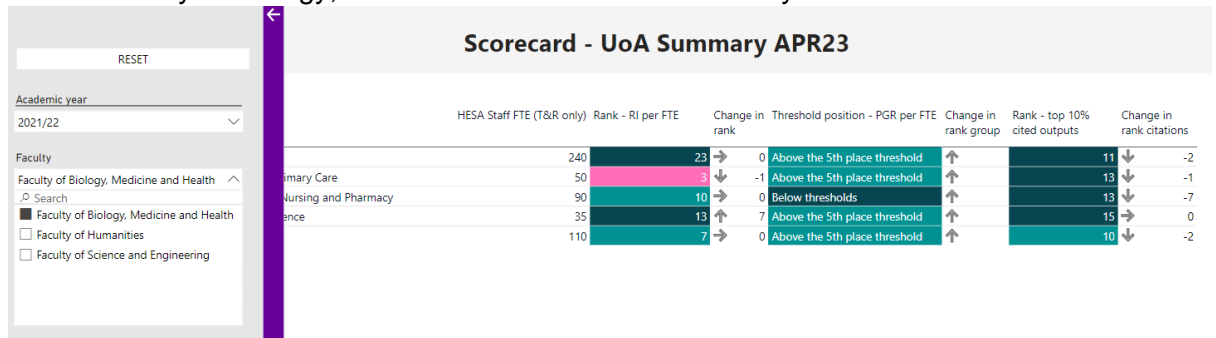 Scorecard - UoA Summary APR23
RESET
Academic year
2021/22
Faculty
Faculty of Biology, Medicine and Health
Search
Faculty of Biology, Medicine and Health
Faculty of Humanities
Faculty of Science and Engineering
HESA Staff FTE (T&R only) Rank - RI per FTE Change in rank Threshold position - PGR per FTE Change in rank group Rank - top 10% cited outputs Change in rank citations
240 23 0 Above the 5th place threshold 11 -2
imary Care 50 3 -1 Above the 5th place threshold 13 -1
Nursing and Pharmacy 90 10 0 Below thresholds 13 -7
ence 35 13 7 Above the 5th place threshold 15 0
110 7 0 Above the 5th place threshold 10 -2